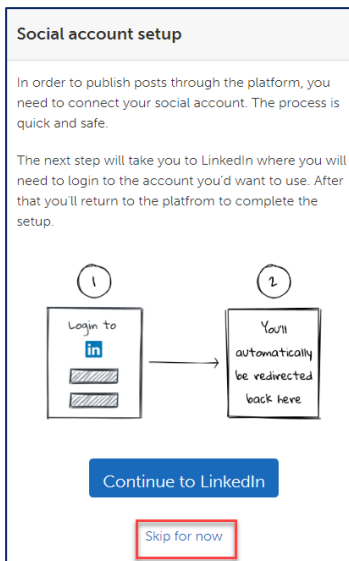 Social account setup
In order to publish posts through the platform, you
need to connect your social account. The process is
quick and safe.
The next step will take you to LinkedIn where you will
need to login to the account you'd want to use. After
that you'll return to the platfrom to complete the
setup.
1
Login to
in
2
You'll
automatically
be redirected
back here
Continue to LinkedIn
Skip for now